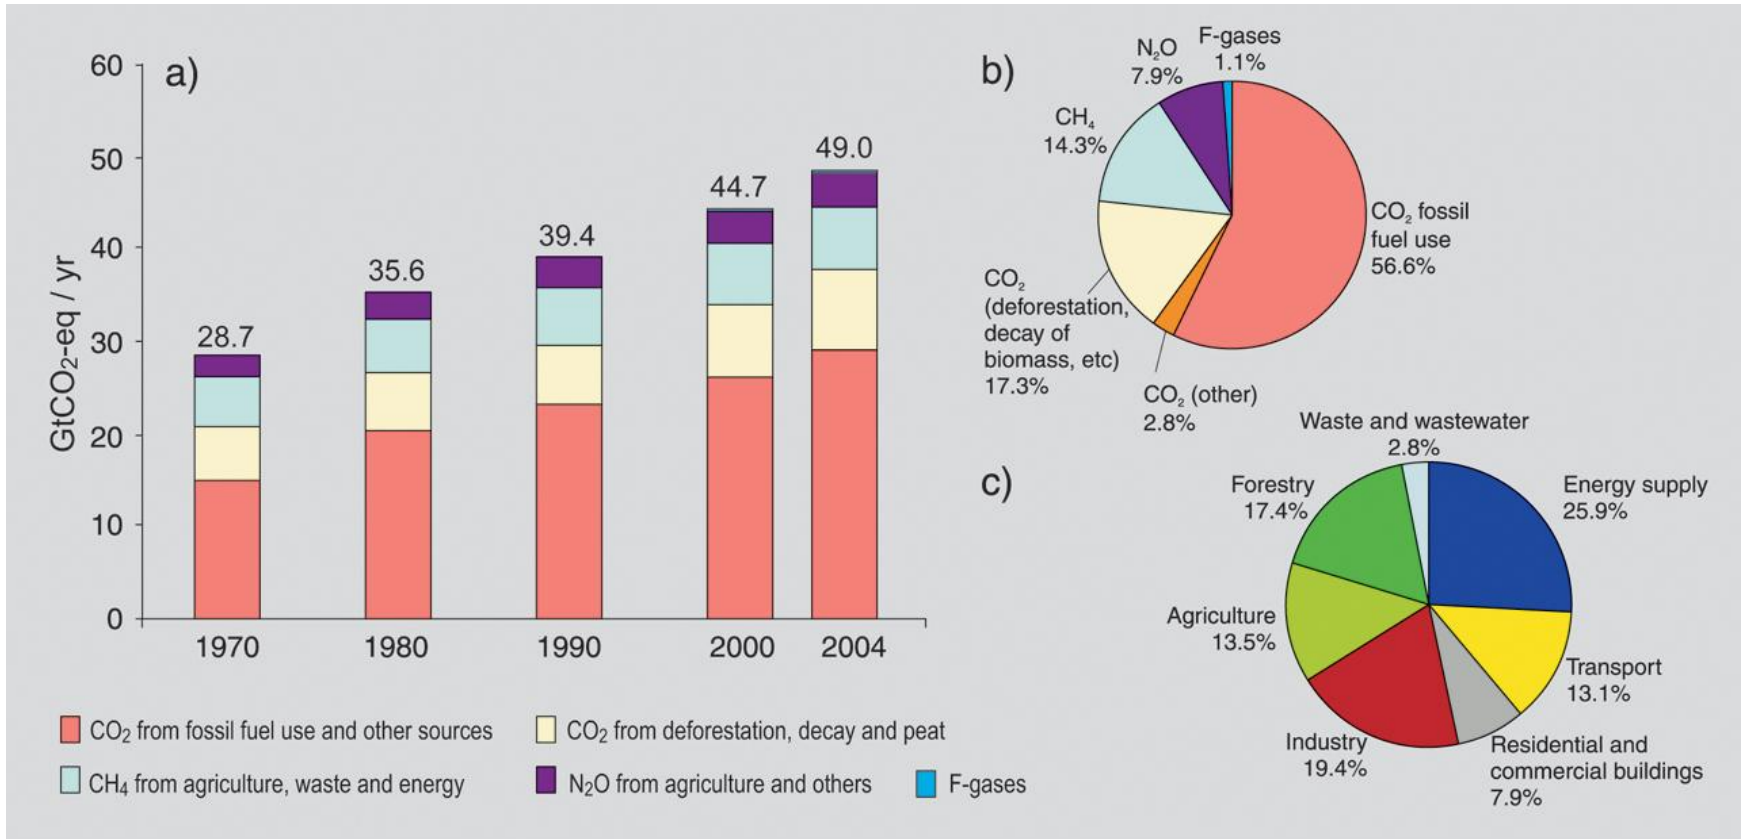 a)
GtCO₂-eq / yr
60
50
40
30
20
10
0
28.7
35.6
39.4
44.7
49.0
1970
1980
1990
2000
2004
CO₂ from fossil fuel use and other sources
CO₂ from deforestation, decay and peat
CH₄ from agriculture, waste and energy
N₂O from agriculture and others
F-gases
b)
F-gases
1.1%
N₂O
7.9%
CH₄
14.3%
CO₂ fossil
fuel use
56.6%
CO₂
(deforestation,
decay of
biomass, etc)
17.3%
CO₂ (other)
2.8%
c)
Waste and wastewater
2.8%
Forestry
17.4%
Energy supply
25.9%
Agriculture
13.5%
Transport
13.1%
Industry
19.4%
Residential and
commercial buildings
7.9%